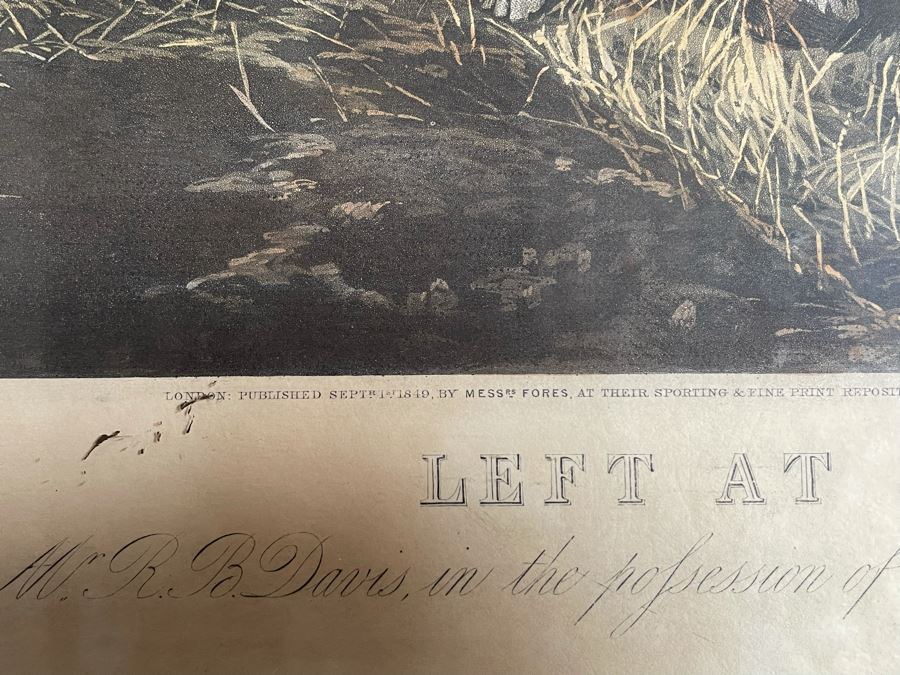 LONDON: PUBLISHED SEPTR 1ST 1849, BY MESSRS FORES, AT THEIR SPORTING & FINE PRINT REPOSIT
LEFT AT
Mr. R. B. Davis, in the poſsession of